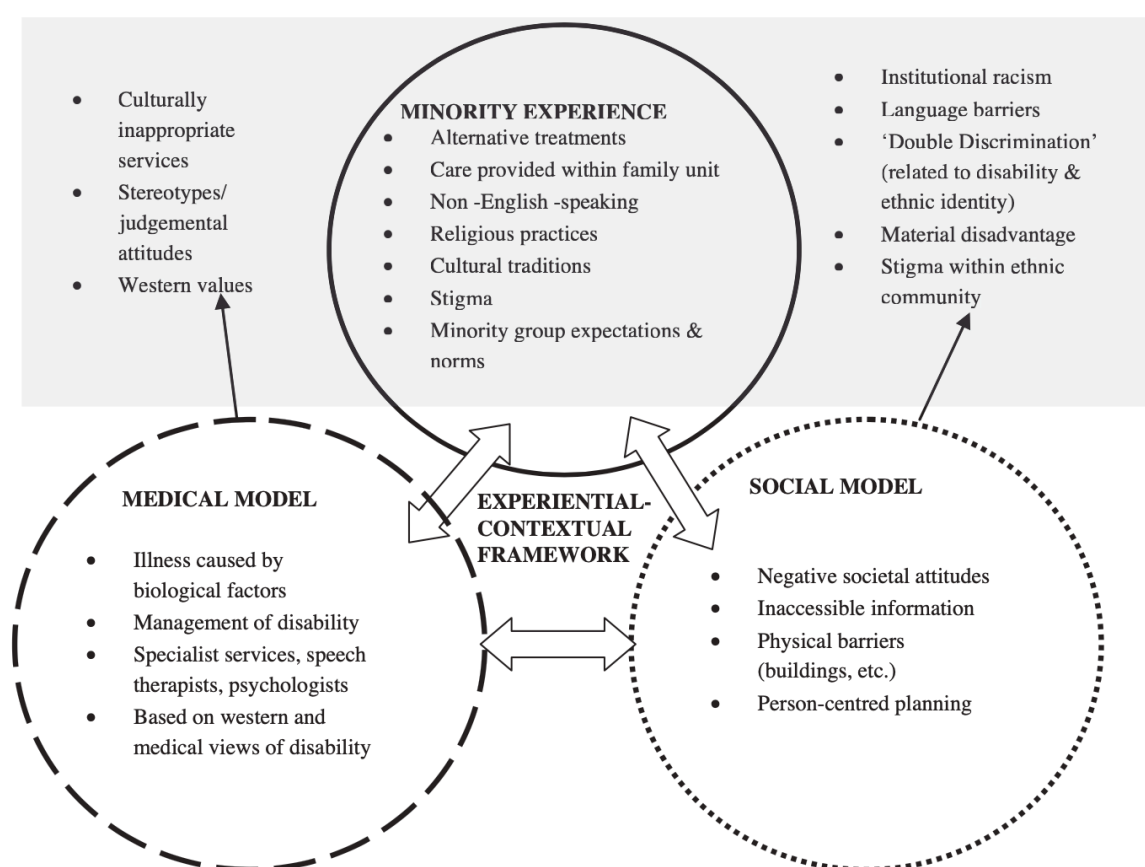 • Culturally
inappropriate
services
• Stereotypes/
judgemental
attitudes
• Western values
MINORITY EXPERIENCE
• Alternative treatments
• Care provided within family unit
• Non -English -speaking
• Religious practices
• Cultural traditions
• Stigma
• Minority group expectations &
norms
• Institutional racism
• Language barriers
• ‘Double Discrimination’
(related to disability &
ethnic identity)
• Material disadvantage
• Stigma within ethnic
community
MEDICAL MODEL
• Illness caused by
biological factors
• Management of disability
• Specialist services, speech
therapists, psychologists
• Based on western and
medical views of disability
EXPERIENTIAL-
CONTEXTUAL
FRAMEWORK
SOCIAL MODEL
• Negative societal attitudes
• Inaccessible information
• Physical barriers
(buildings, etc.)
• Person-centred planning